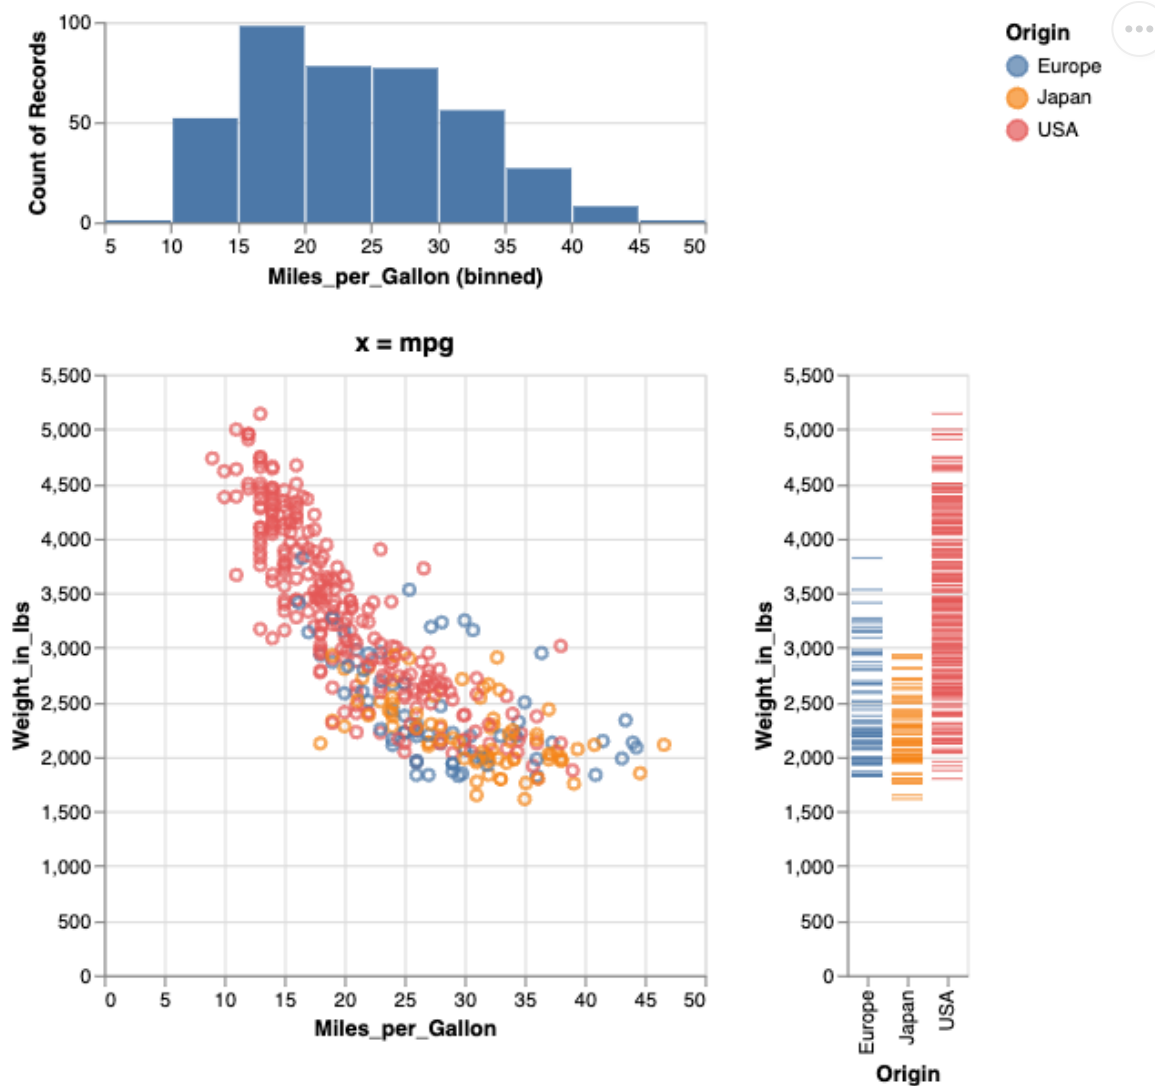 Count of Records
100
50
0
5 10 15 20 25 30 35 40 45 50
Miles_per_Gallon (binned)
Origin
Europe
Japan
USA
x = mpg
Weight_in_lbs
5,500
5,000
4,500
4,000
3,500
3,000
2,500
2,000
1,500
1,000
500
0
0 5 10 15 20 25 30 35 40 45 50
Miles_per_Gallon
Weight_in_lbs
5,500
5,000
4,500
4,000
3,500
3,000
2,500
2,000
1,500
1,000
500
0
Europe
Japan
USA
Origin